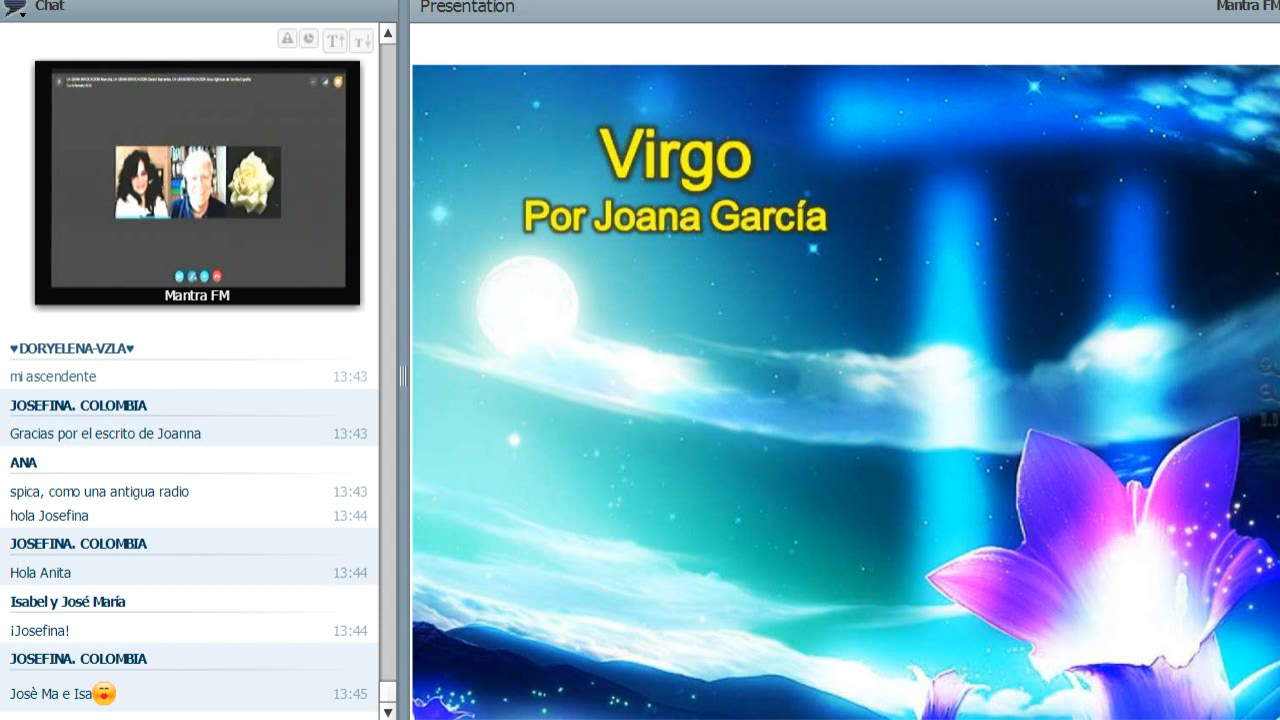 Chat
Mantra FM
♥DORYELENA-VZLA♥
mi ascendente 13:43
JOSEFINA. COLOMBIA
Gracias por el escrito de Joanna 13:43
ANA
spica, como una antigua radio 13:43
hola Josefina 13:44
JOSEFINA. COLOMBIA
Hola Anita 13:44
Isabel y José María
¡Josefina! 13:44
JOSEFINA. COLOMBIA
Josè Ma e Isa 13:45
Presentation
Mantra FM
Virgo
Por Joana García